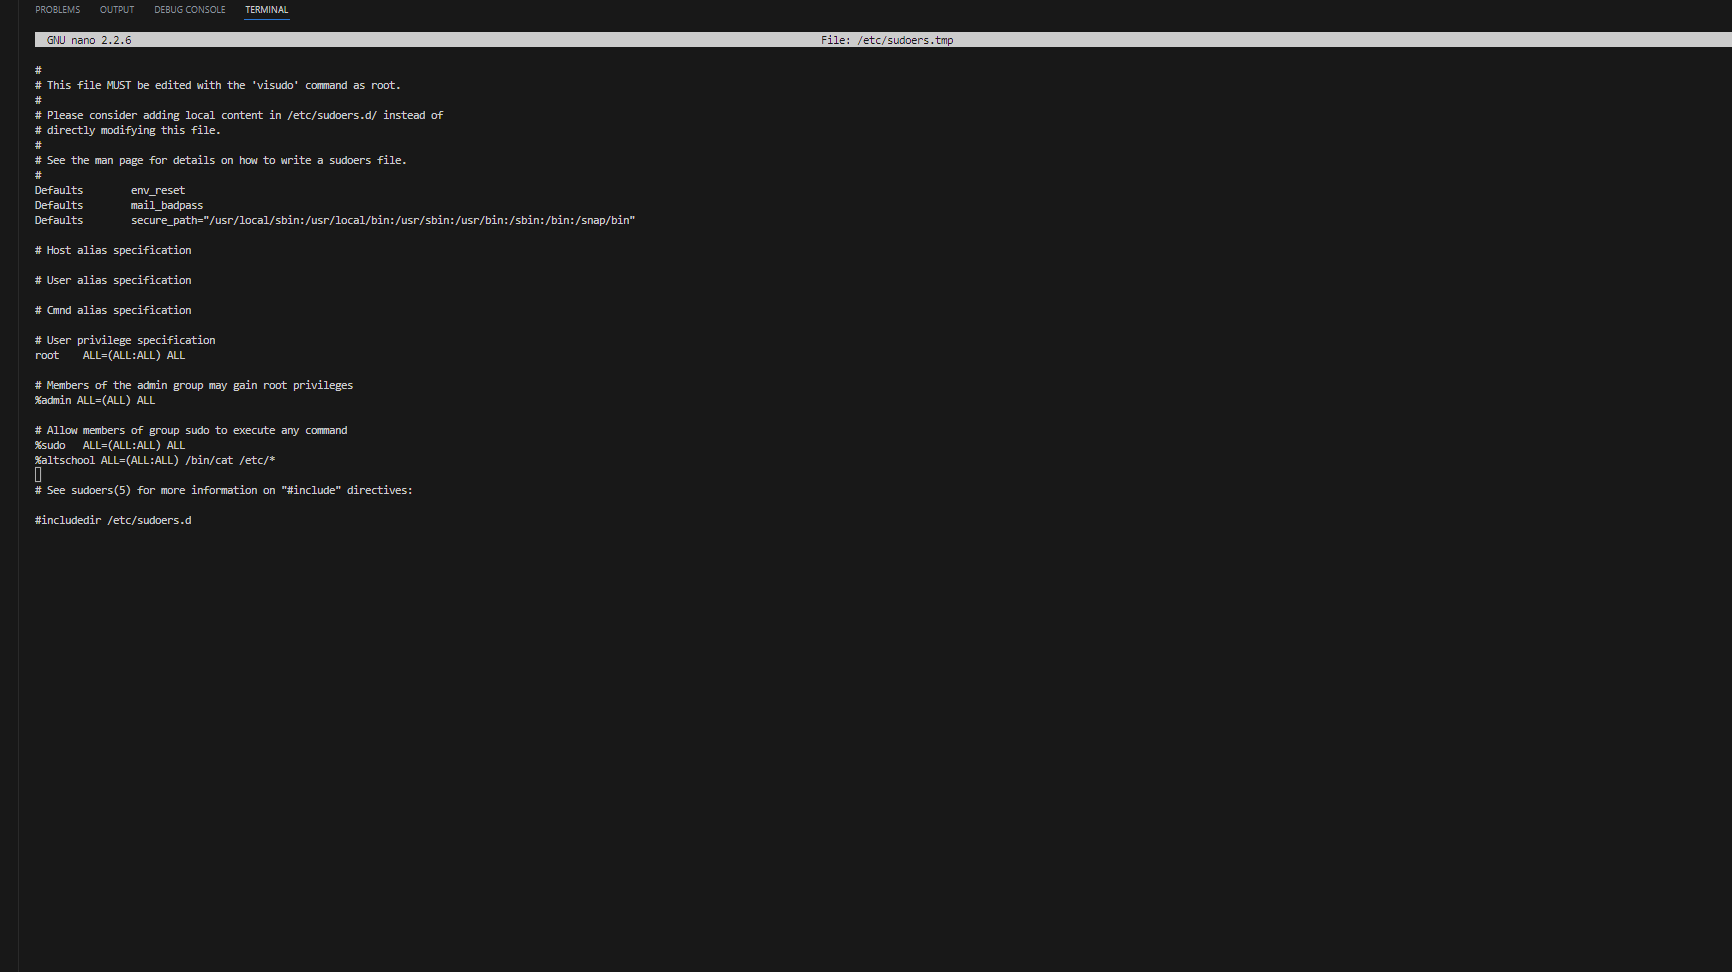 PROBLEMS OUTPUT DEBUG CONSOLE TERMINAL
GNU nano 2.2.6 File: /etc/sudoers.tmp
#
# This file MUST be edited with the 'visudo' command as root.
#
# Please consider adding local content in /etc/sudoers.d/ instead of
# directly modifying this file.
#
# See the man page for details on how to write a sudoers file.
#
Defaults env_reset
Defaults mail_badpass
Defaults secure_path="/usr/local/sbin:/usr/local/bin:/usr/sbin:/usr/bin:/sbin:/bin:/snap/bin"
# Host alias specification
# User alias specification
# Cmnd alias specification
# User privilege specification
root ALL=(ALL:ALL) ALL
# Members of the admin group may gain root privileges
%admin ALL=(ALL) ALL
# Allow members of group sudo to execute any command
%sudo ALL=(ALL:ALL) ALL
%altschool ALL=(ALL:ALL) /bin/cat /etc/*
# See sudoers(5) for more information on "#include" directives:
#includedir /etc/sudoers.d